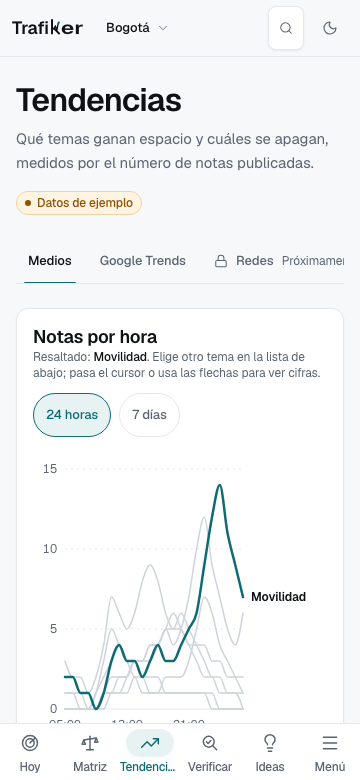 Trafiker
Bogotá
Tendencias
Qué temas ganan espacio y cuáles se apagan,
medidos por el número de notas publicadas.
Datos de ejemplo
Medios
Google Trends
Redes
Notas por hora
Resaltado: Movilidad. Elige otro tema en la lista de
abajo; pasa el cursor o usa las flechas para ver cifras.
24 horas
7 días
15
10
5
0
Movilidad
Hoy
Matriz
Tendenci...
Verificar
Ideas
Menú